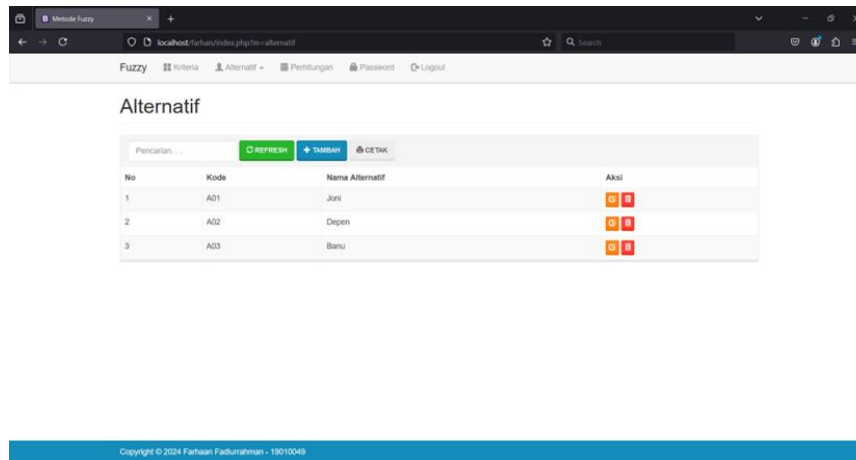 Metode Fuzzy
localhost/farhan/index.php?m=alternatif
Search
Fuzzy Kriteria Alternatif Perhitungan Password Logout
Alternatif
Pencarian. . . REFRESH TAMBAH CETAK
No Kode Nama Alternatif Aksi
1 A01 Joni
2 A02 Depen
3 A03 Banu
Copyright © 2024 Farhaan Fadlurrahman - 19010049